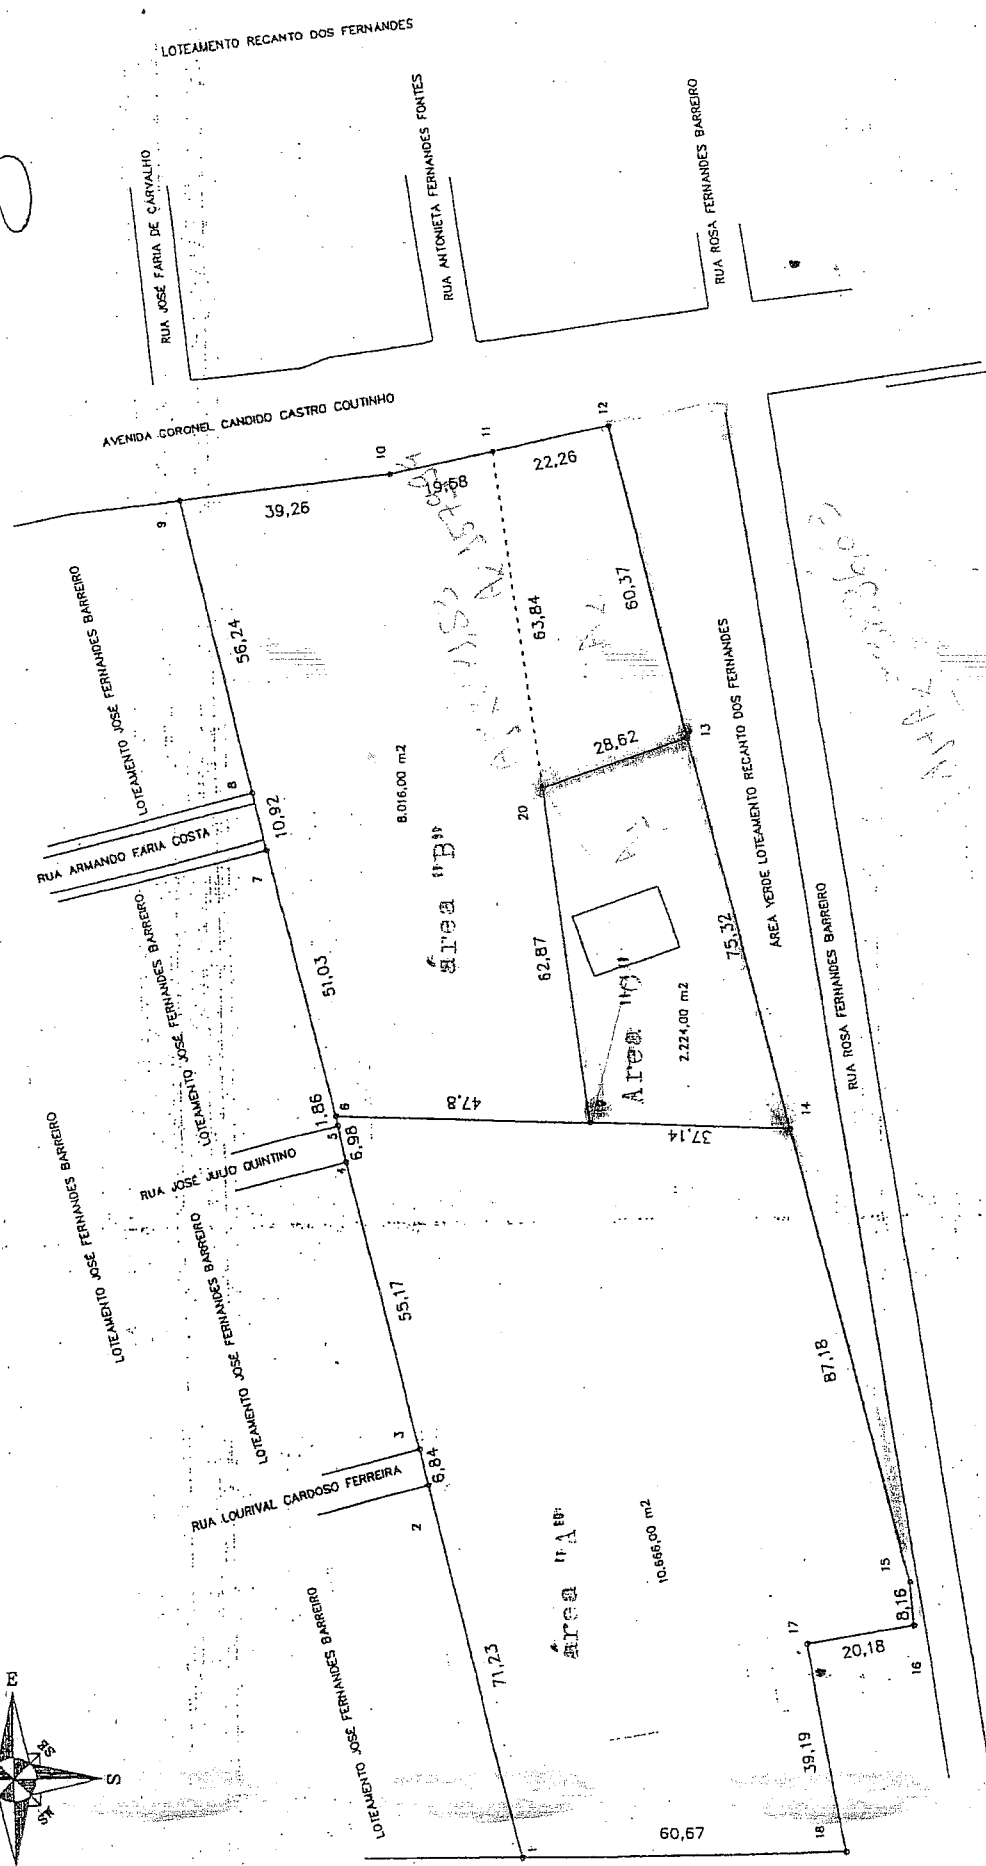 LOTEAMENTO RECANTO DOS FERNANDES
RUA JOSÉ FARIA DE CARVALHO
RUA ANTONIETA FERNANDES FONTES
RUA ROSA FERNANDES BARREIRO
AVENIDA CORONEL CANDIDO CASTRO COUTINHO
9
39,26
10
19,58
11
22,26
12
LOTEAMENTO JOSÉ FERNANDES BARREIRO
56,24
63,84
60,37
8
RUA ARMANDO FARIA COSTA
10,92
7
8.016,00 m2
área "B"
20
28,62
13
ÁREA VERDE LOTEAMENTO RECANTO DOS FERNANDES
LOTEAMENTO JOSÉ FERNANDES BARREIRO
LOTEAMENTO JOSÉ FERNANDES BARREIRO
51,03
62,87
75,32
Area "C"
2.224,00 m2
RUA ROSA FERNANDES BARREIRO
1,86
6
5
6,98
4
RUA JOSÉ JULIO QUINTINO
47,8
37,14
14
LOTEAMENTO JOSÉ FERNANDES BARREIRO
LOTEAMENTO JOSÉ FERNANDES BARREIRO
55,17
87,18
3
6,84
2
RUA LOURIVAL CARDOSO FERREIRA
área "A"
10.666,00 m2
15
8,16
16
17
20,18
LOTEAMENTO JOSÉ FERNANDES BARREIRO
71,23
39,19
1
60,67
18
E
SE
S
SW